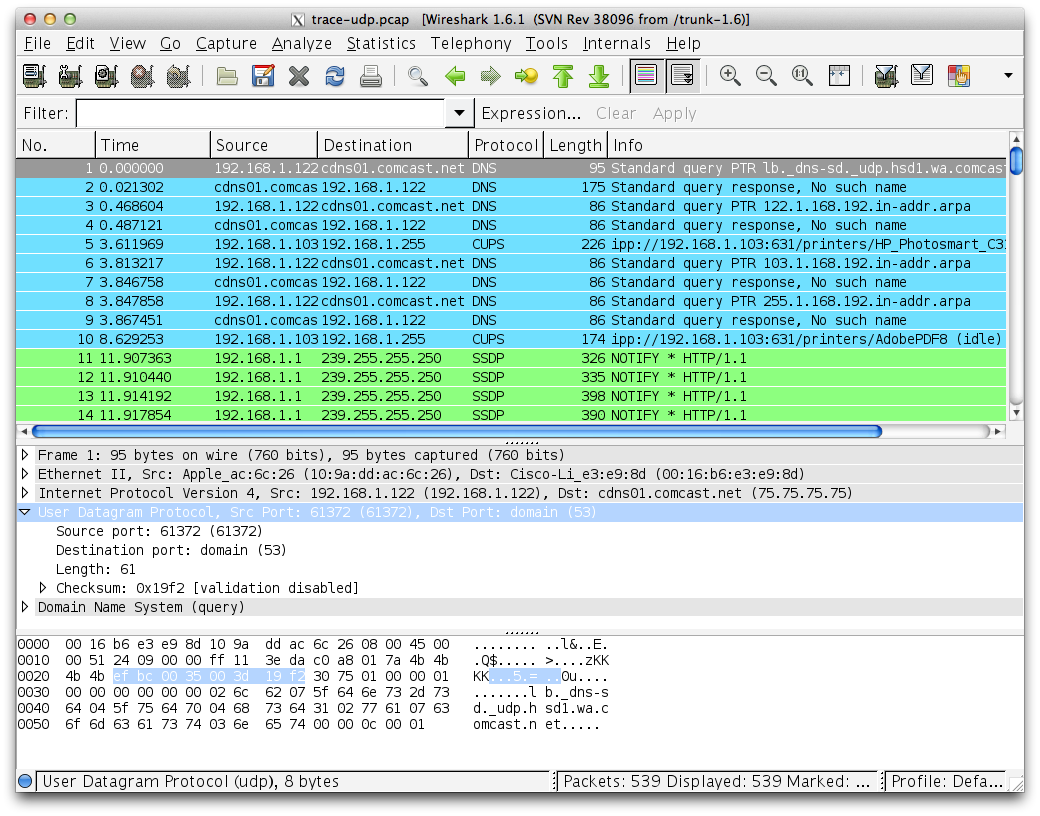 trace-udp.pcap [Wireshark 1.6.1 (SVN Rev 38096 from /trunk-1.6)]
File Edit View Go Capture Analyze Statistics Telephony Tools Internals Help
Filter: Expression... Clear Apply
No. Time Source Destination Protocol Length Info
1 0.000000 192.168.1.122 cdns01.comcast.net DNS 95 Standard query PTR lb._dns-sd._udp.hsd1.wa.comcast
2 0.021302 cdns01.comcas 192.168.1.122 DNS 175 Standard query response, No such name
3 0.468604 192.168.1.122 cdns01.comcast.net DNS 86 Standard query PTR 122.1.168.192.in-addr.arpa
4 0.487121 cdns01.comcas 192.168.1.122 DNS 86 Standard query response, No such name
5 3.611969 192.168.1.103 192.168.1.255 CUPS 226 ipp://192.168.1.103:631/printers/HP_Photosmart_C31
6 3.813217 192.168.1.122 cdns01.comcast.net DNS 86 Standard query PTR 103.1.168.192.in-addr.arpa
7 3.846758 cdns01.comcas 192.168.1.122 DNS 86 Standard query response, No such name
8 3.847858 192.168.1.122 cdns01.comcast.net DNS 86 Standard query PTR 255.1.168.192.in-addr.arpa
9 3.867451 cdns01.comcas 192.168.1.122 DNS 86 Standard query response, No such name
10 8.629253 192.168.1.103 192.168.1.255 CUPS 174 ipp://192.168.1.103:631/printers/AdobePDF8 (idle)
11 11.907363 192.168.1.1 239.255.255.250 SSDP 326 NOTIFY * HTTP/1.1
12 11.910440 192.168.1.1 239.255.255.250 SSDP 335 NOTIFY * HTTP/1.1
13 11.914192 192.168.1.1 239.255.255.250 SSDP 398 NOTIFY * HTTP/1.1
14 11.917854 192.168.1.1 239.255.255.250 SSDP 390 NOTIFY * HTTP/1.1
Frame 1: 95 bytes on wire (760 bits), 95 bytes captured (760 bits)
Ethernet II, Src: Apple_ac:6c:26 (10:9a:dd:ac:6c:26), Dst: Cisco-Li_e3:e9:8d (00:16:b6:e3:e9:8d)
Internet Protocol Version 4, Src: 192.168.1.122 (192.168.1.122), Dst: cdns01.comcast.net (75.75.75.75)
User Datagram Protocol, Src Port: 61372 (61372), Dst Port: domain (53)
Source port: 61372 (61372)
Destination port: domain (53)
Length: 61
Checksum: 0x19f2 [validation disabled]
Domain Name System (query)
0000 00 16 b6 e3 e9 8d 10 9a dd ac 6c 26 08 00 45 00 ........ ..l&..E.
0010 00 51 24 09 00 00 ff 11 3e da c0 a8 01 7a 4b 4b .Q$..... >....zKK
0020 4b 4b ef bc 00 35 00 3d 19 f2 30 75 01 00 00 01 KK...5.= ..0u....
0030 00 00 00 00 00 00 02 6c 62 07 5f 64 6e 73 2d 73 .......l b._dns-s
0040 64 04 5f 75 64 70 04 68 73 64 31 02 77 61 07 63 d._udp.h sd1.wa.c
0050 6f 6d 63 61 73 74 03 6e 65 74 00 00 0c 00 01 omcast.n et.....
User Datagram Protocol (udp), 8 bytes Packets: 539 Displayed: 539 Marked: ... Profile: Defa...